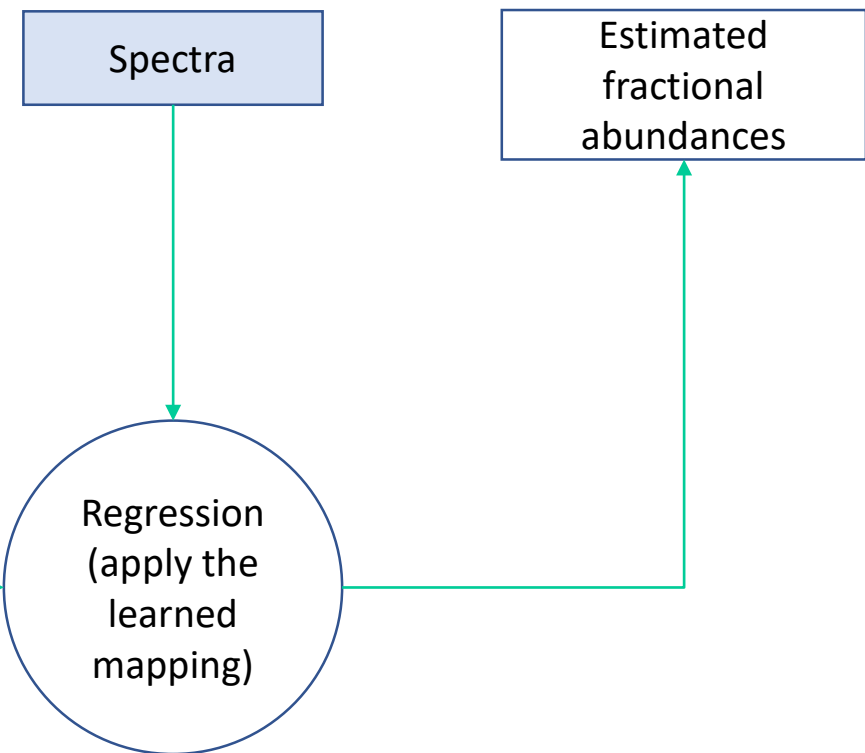 Spectra
Estimated
fractional
abundances
Regression
(apply the
learned
mapping)